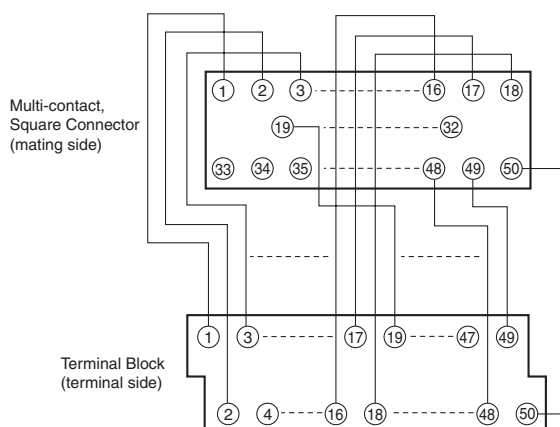 1 2 3 16 17 18
Multi-contact,
Square Connector
(mating side)
19 32
33 34 35 48 49 50
1 3 17 19 47 49
Terminal Block
(terminal side)
2 4 16 18 48 50